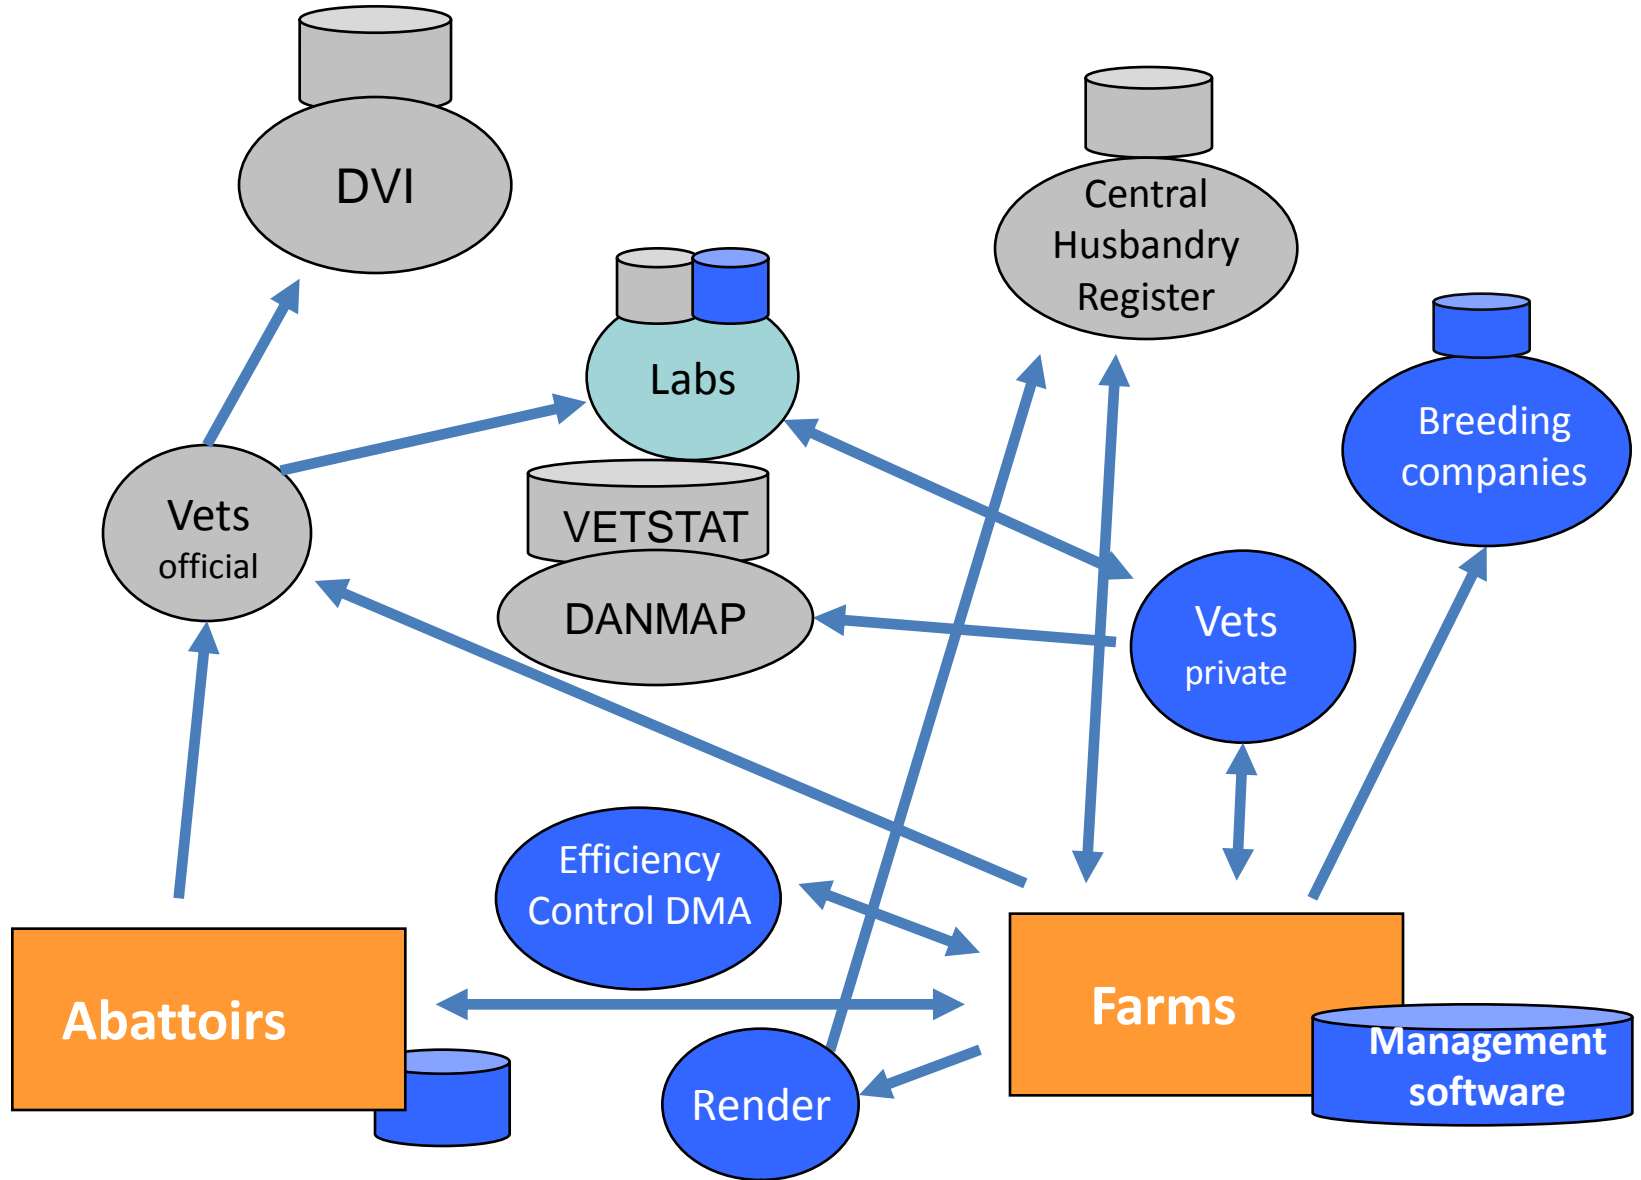 DVI
Central
Husbandry
Register
Labs
Breeding
companies
Vets
official
VETSTAT
DANMAP
Vets
private
Efficiency
Control DMA
Abattoirs
Farms
Management
software
Render